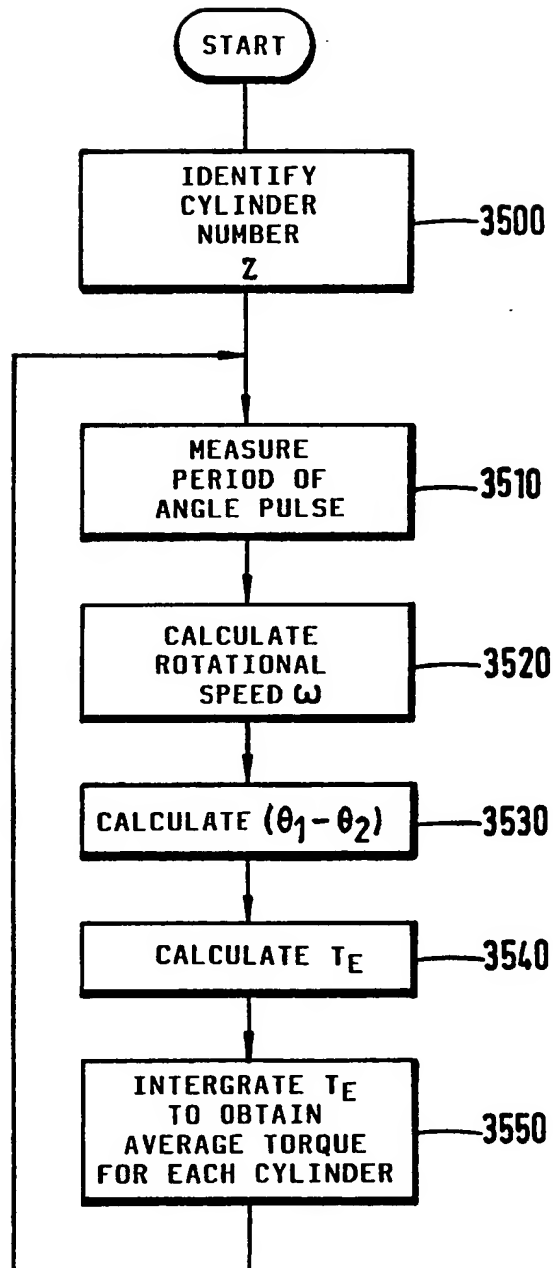 START
IDENTIFY
CYLINDER
NUMBER
Z
3500
MEASURE
PERIOD OF
ANGLE PULSE
3510
CALCULATE
ROTATIONAL
SPEED ω
3520
CALCULATE (θ1-θ2)
3530
CALCULATE TE
3540
INTERGRATE TE
TO OBTAIN
AVERAGE TORQUE
FOR EACH CYLINDER
3550